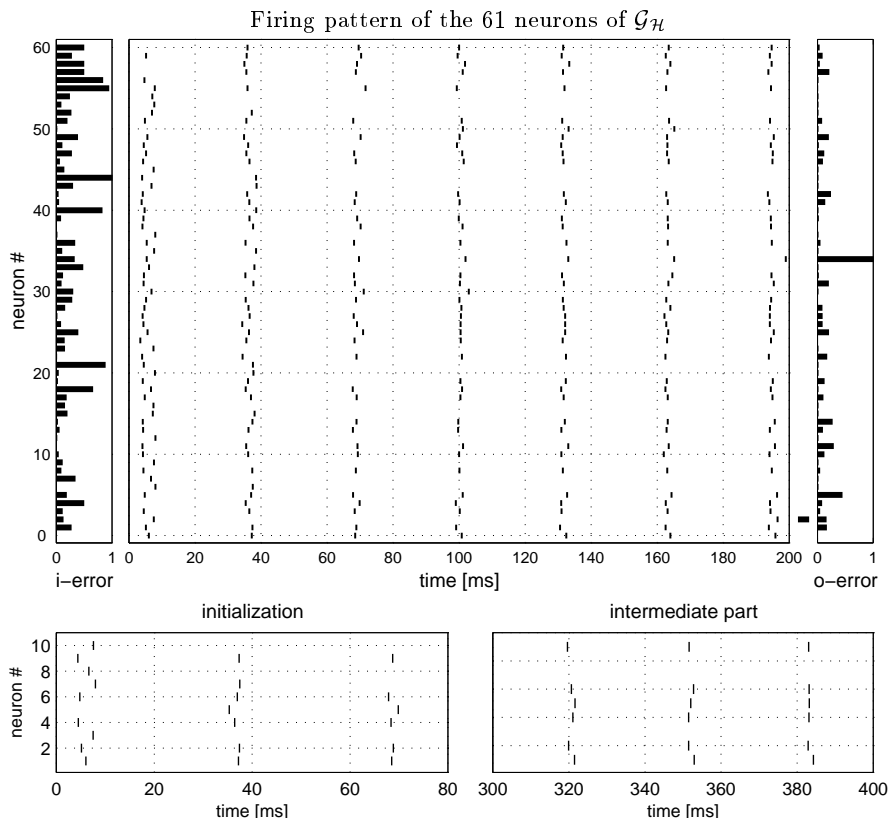 Firing pattern of the 61 neurons of 𝒢_ℋ
60
50
40
30
20
10
0
neuron #
0 1
i−error
0 20 40 60 80 100 120 140 160 180 200
time [ms]
0 1
o−error
initialization
intermediate part
10
8
6
4
2
neuron #
0 20 40 60 80
time [ms]
300 320 340 360 380 400
time [ms]